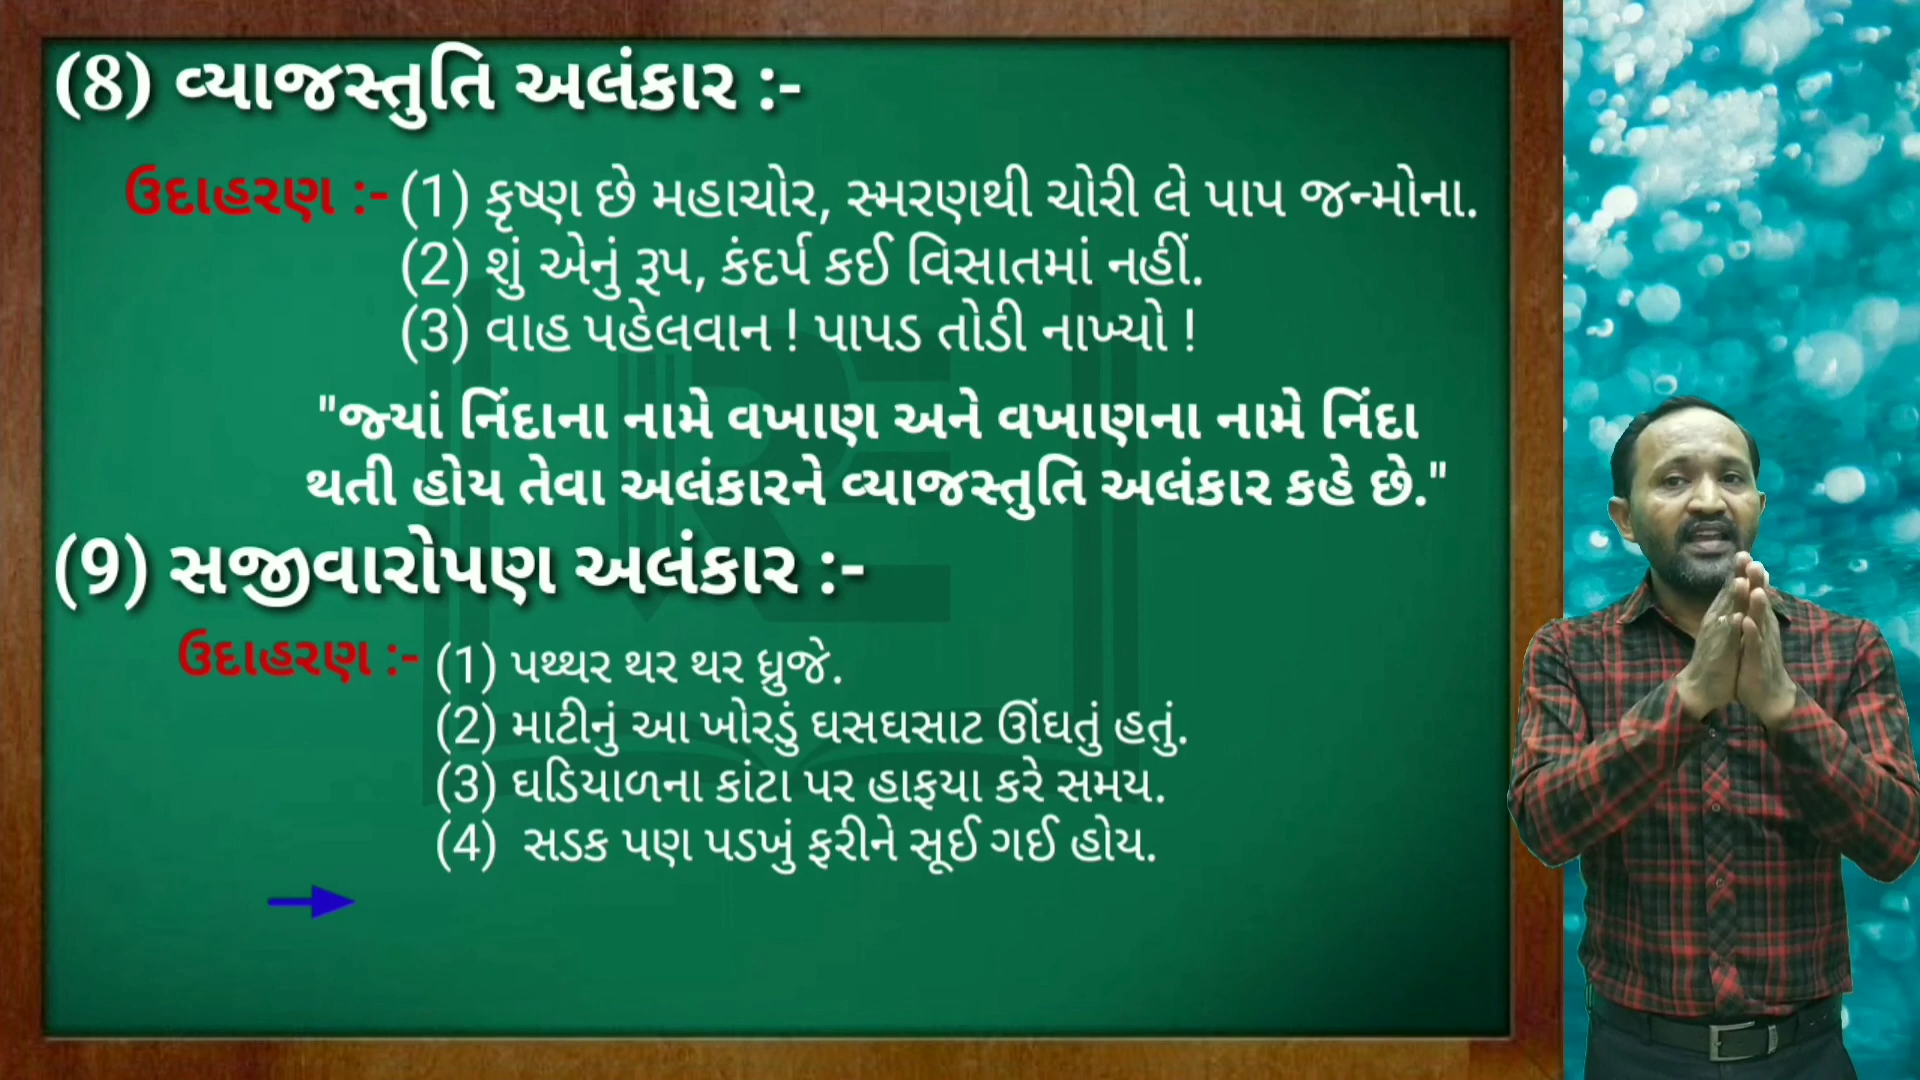 (8) વ્યાજસ્તુતિ અલંકાર :-
ઉદાહરણ :- (1) કૃષ્ણ છે મહાચોર, સ્મરણથી ચોરી લે પાપ જન્મોના.
(2) શું એનું રૂપ, કંદર્પ કઈ વિસાતમાં નહીં.
(3) વાહ પહેલવાન ! પાપડ તોડી નાખ્યો !
"જ્યાં નિંદાના નામે વખાણ અને વખાણના નામે નિંદા
થતી હોય તેવા અલંકારને વ્યાજસ્તુતિ અલંકાર કહે છે."
(9) સજીવારોપણ અલંકાર :-
ઉદાહરણ :- (1) પથ્થર થર થર ધ્રુજે.
(2) માટીનું આ ખોરડું ઘસઘસાટ ઊંઘતું હતું.
(3) ઘડિયાળના કાંટા પર હાફયા કરે સમય.
(4) સડક પણ પડખું ફરીને સૂઈ ગઈ હોય.